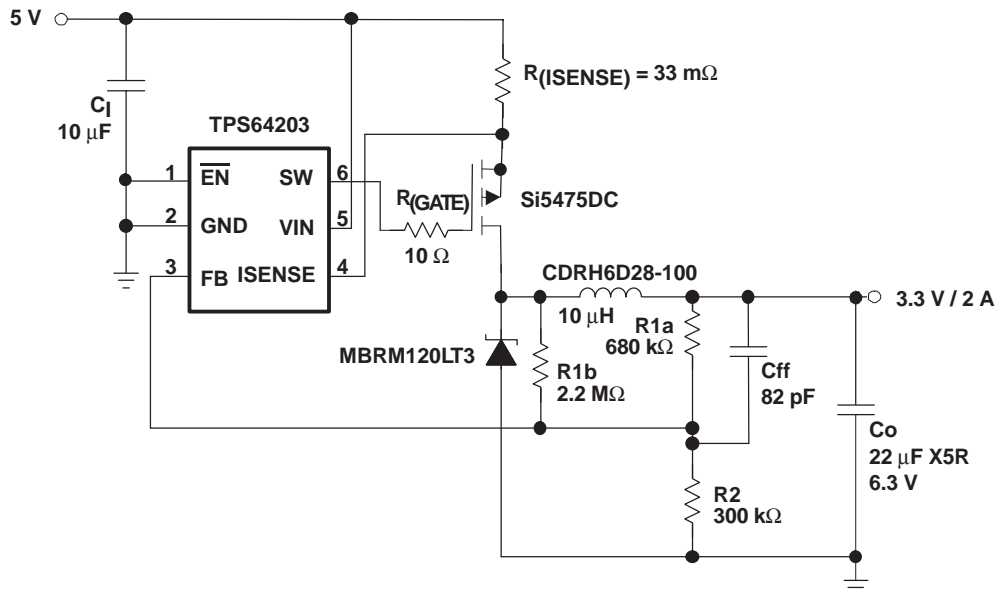 5 V
R(ISENSE) = 33 mΩ
CI
10 μF
TPS64203
1
EN
SW
6
2
GND
VIN
5
3
FB
ISENSE
4
R(GATE)
10 Ω
Si5475DC
CDRH6D28-100
10 μH
3.3 V / 2 A
MBRM120LT3
R1b
2.2 MΩ
R1a
680 kΩ
Cff
82 pF
Co
22 μF X5R
6.3 V
R2
300 kΩ